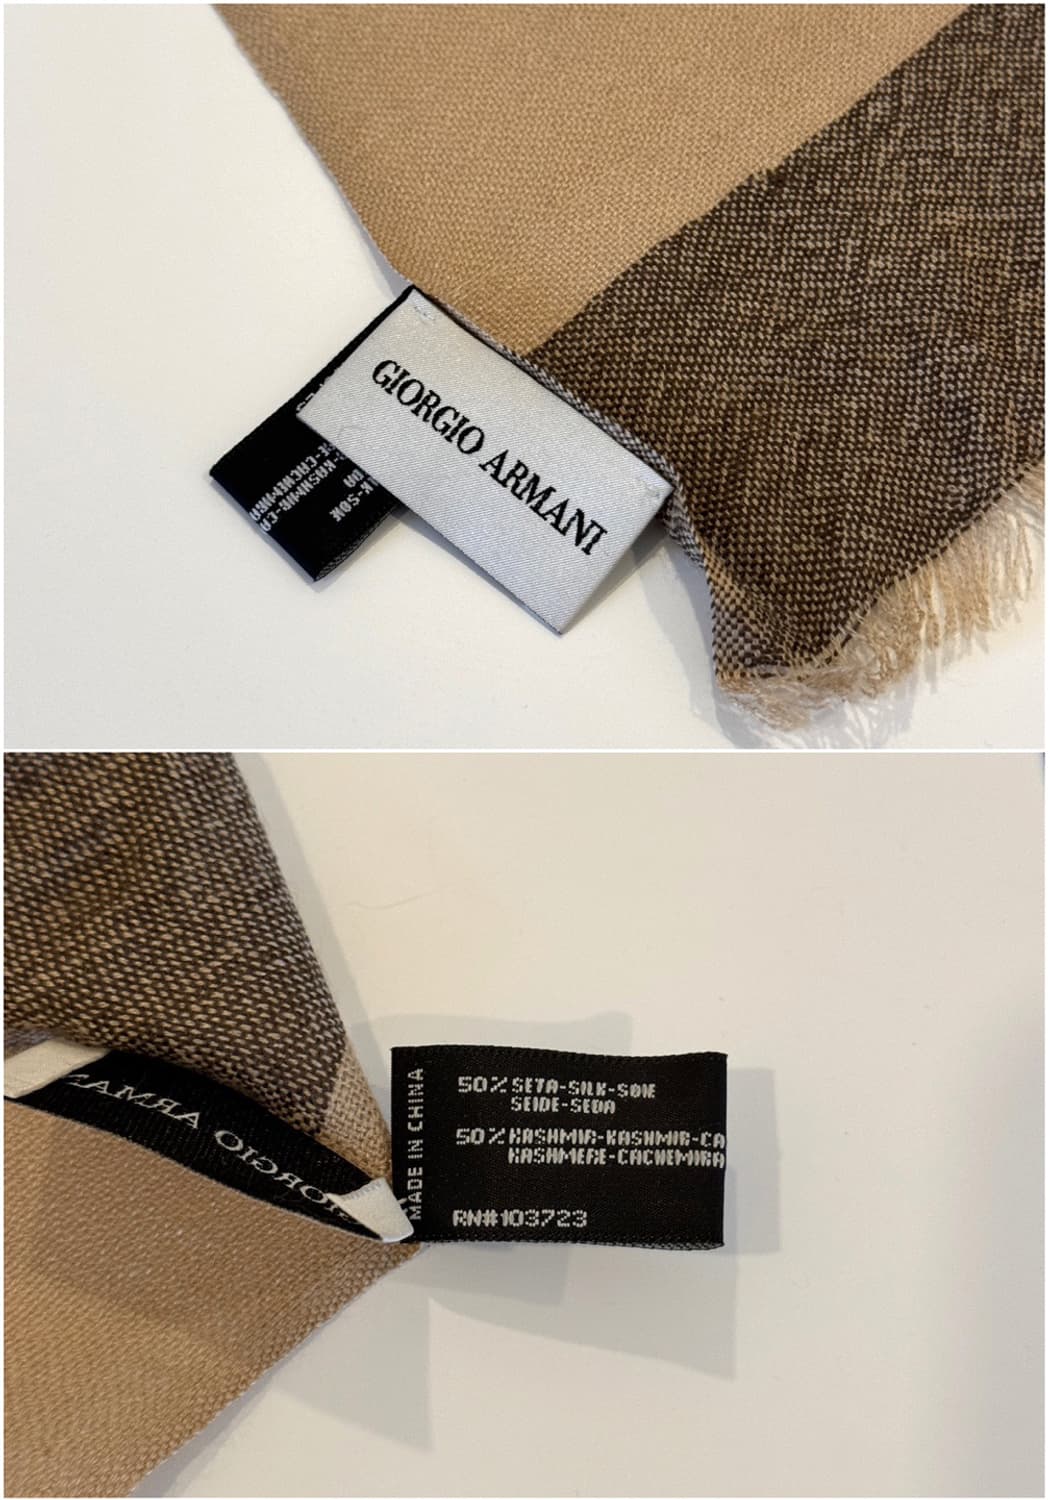 GIORGIO ARMANI
MADE IN CHINA
50% SETA-SILK-SOIE
SEIDE-SEDA
50% KASHMIR-KASHMIR-CA
KASHMERE-CACHEMIRA
RN#103723
GIORGIO ARMAN